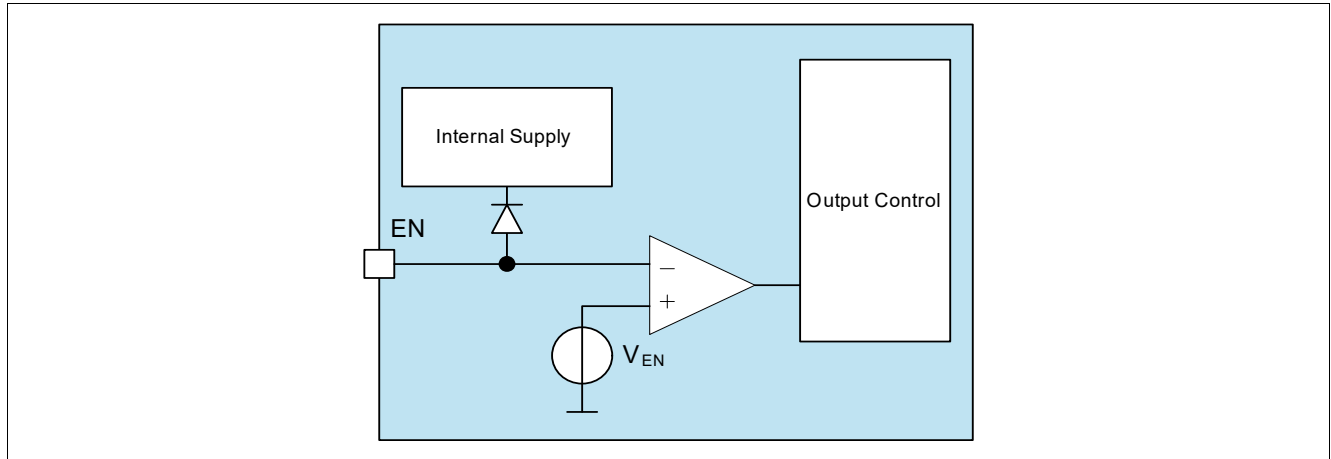 Internal Supply
EN
Output Control
−
+
VEN